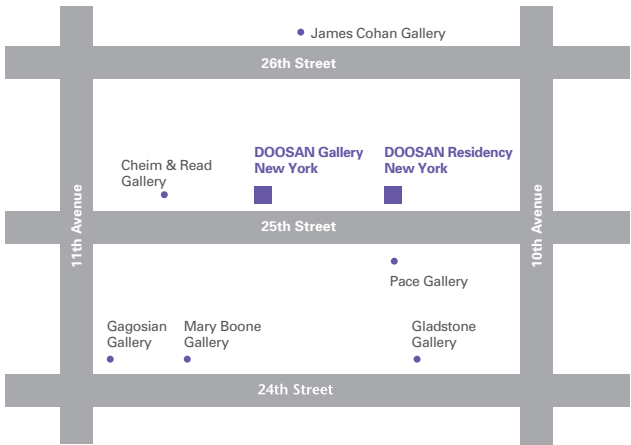 James Cohan Gallery
26th Street
DOOSAN Gallery
New York
DOOSAN Residency
New York
Cheim & Read
Gallery
11th Avenue
10th Avenue
25th Street
Pace Gallery
Gagosian
Gallery
Mary Boone
Gallery
Gladstone
Gallery
24th Street